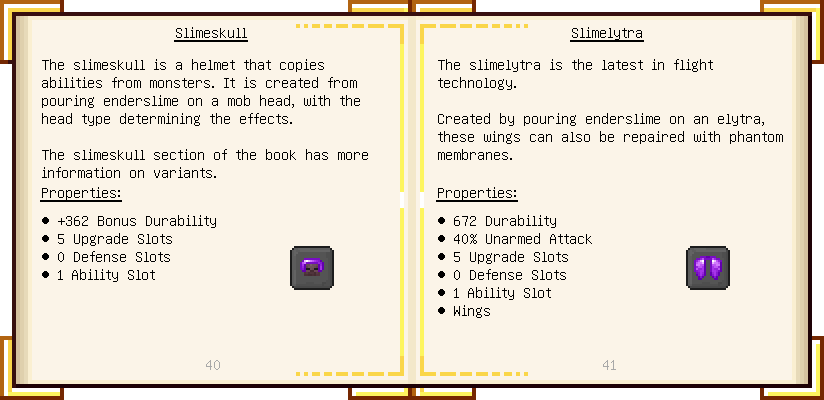 Slimeskull
The slimeskull is a helmet that copies
abilities from monsters. It is created from
pouring enderslime on a mob head, with the
head type determining the effects.
The slimeskull section of the book has more
information on variants.
Properties:
• +362 Bonus Durability
• 5 Upgrade Slots
• 0 Defense Slots
• 1 Ability Slot
40
Slimelytra
The slimelytra is the latest in flight
technology.
Created by pouring enderslime on an elytra,
these wings can also be repaired with phantom
membranes.
Properties:
• 672 Durability
• 40% Unarmed Attack
• 5 Upgrade Slots
• 0 Defense Slots
• 1 Ability Slot
• Wings
41